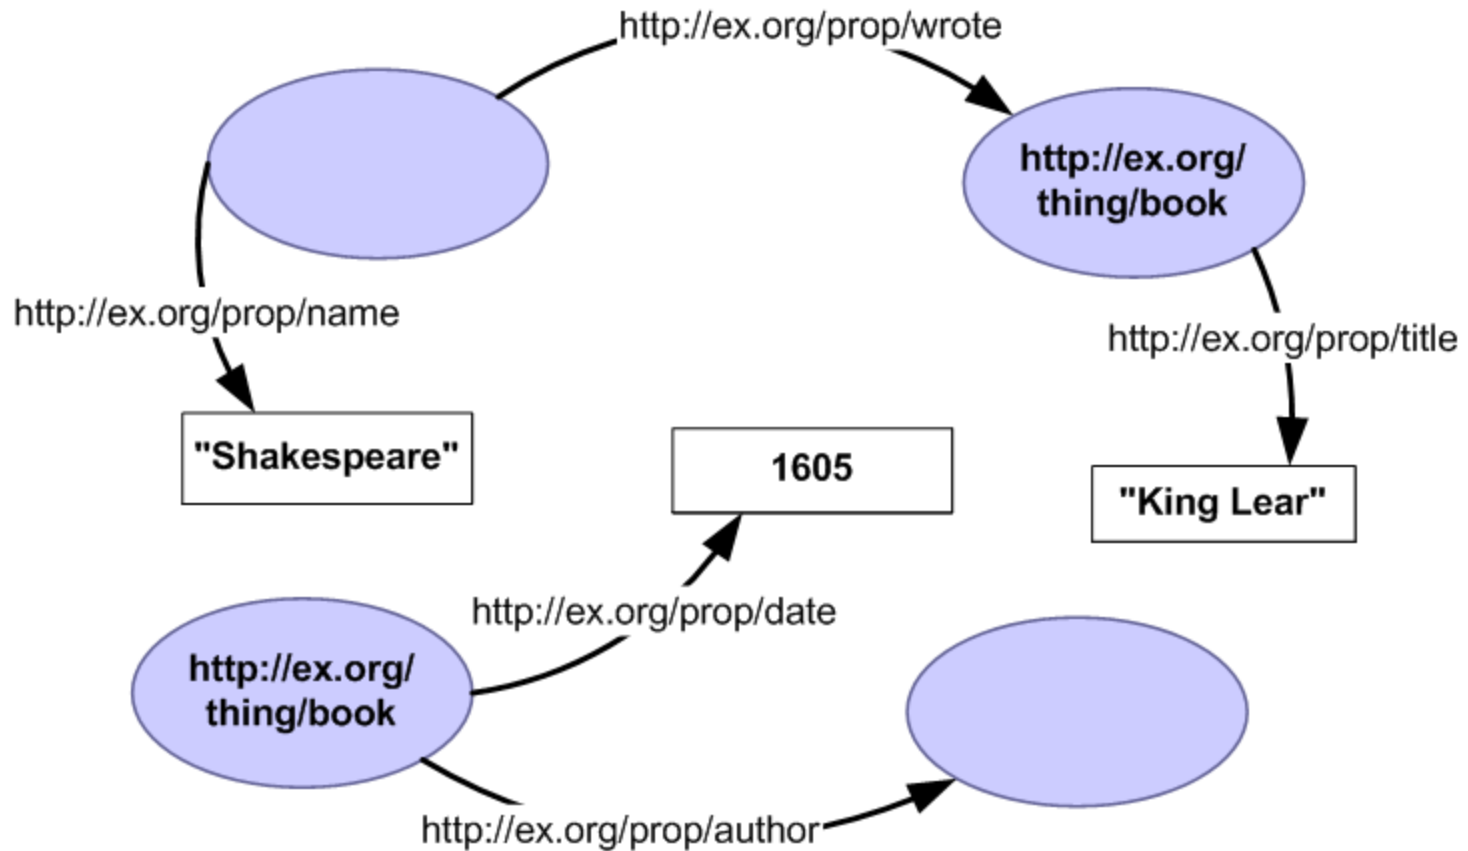 http://ex.org/prop/wrote
http://ex.org/
thing/book
http://ex.org/prop/name
http://ex.org/prop/title
"Shakespeare"
1605
"King Lear"
http://ex.org/prop/date
http://ex.org/
thing/book
http://ex.org/prop/author